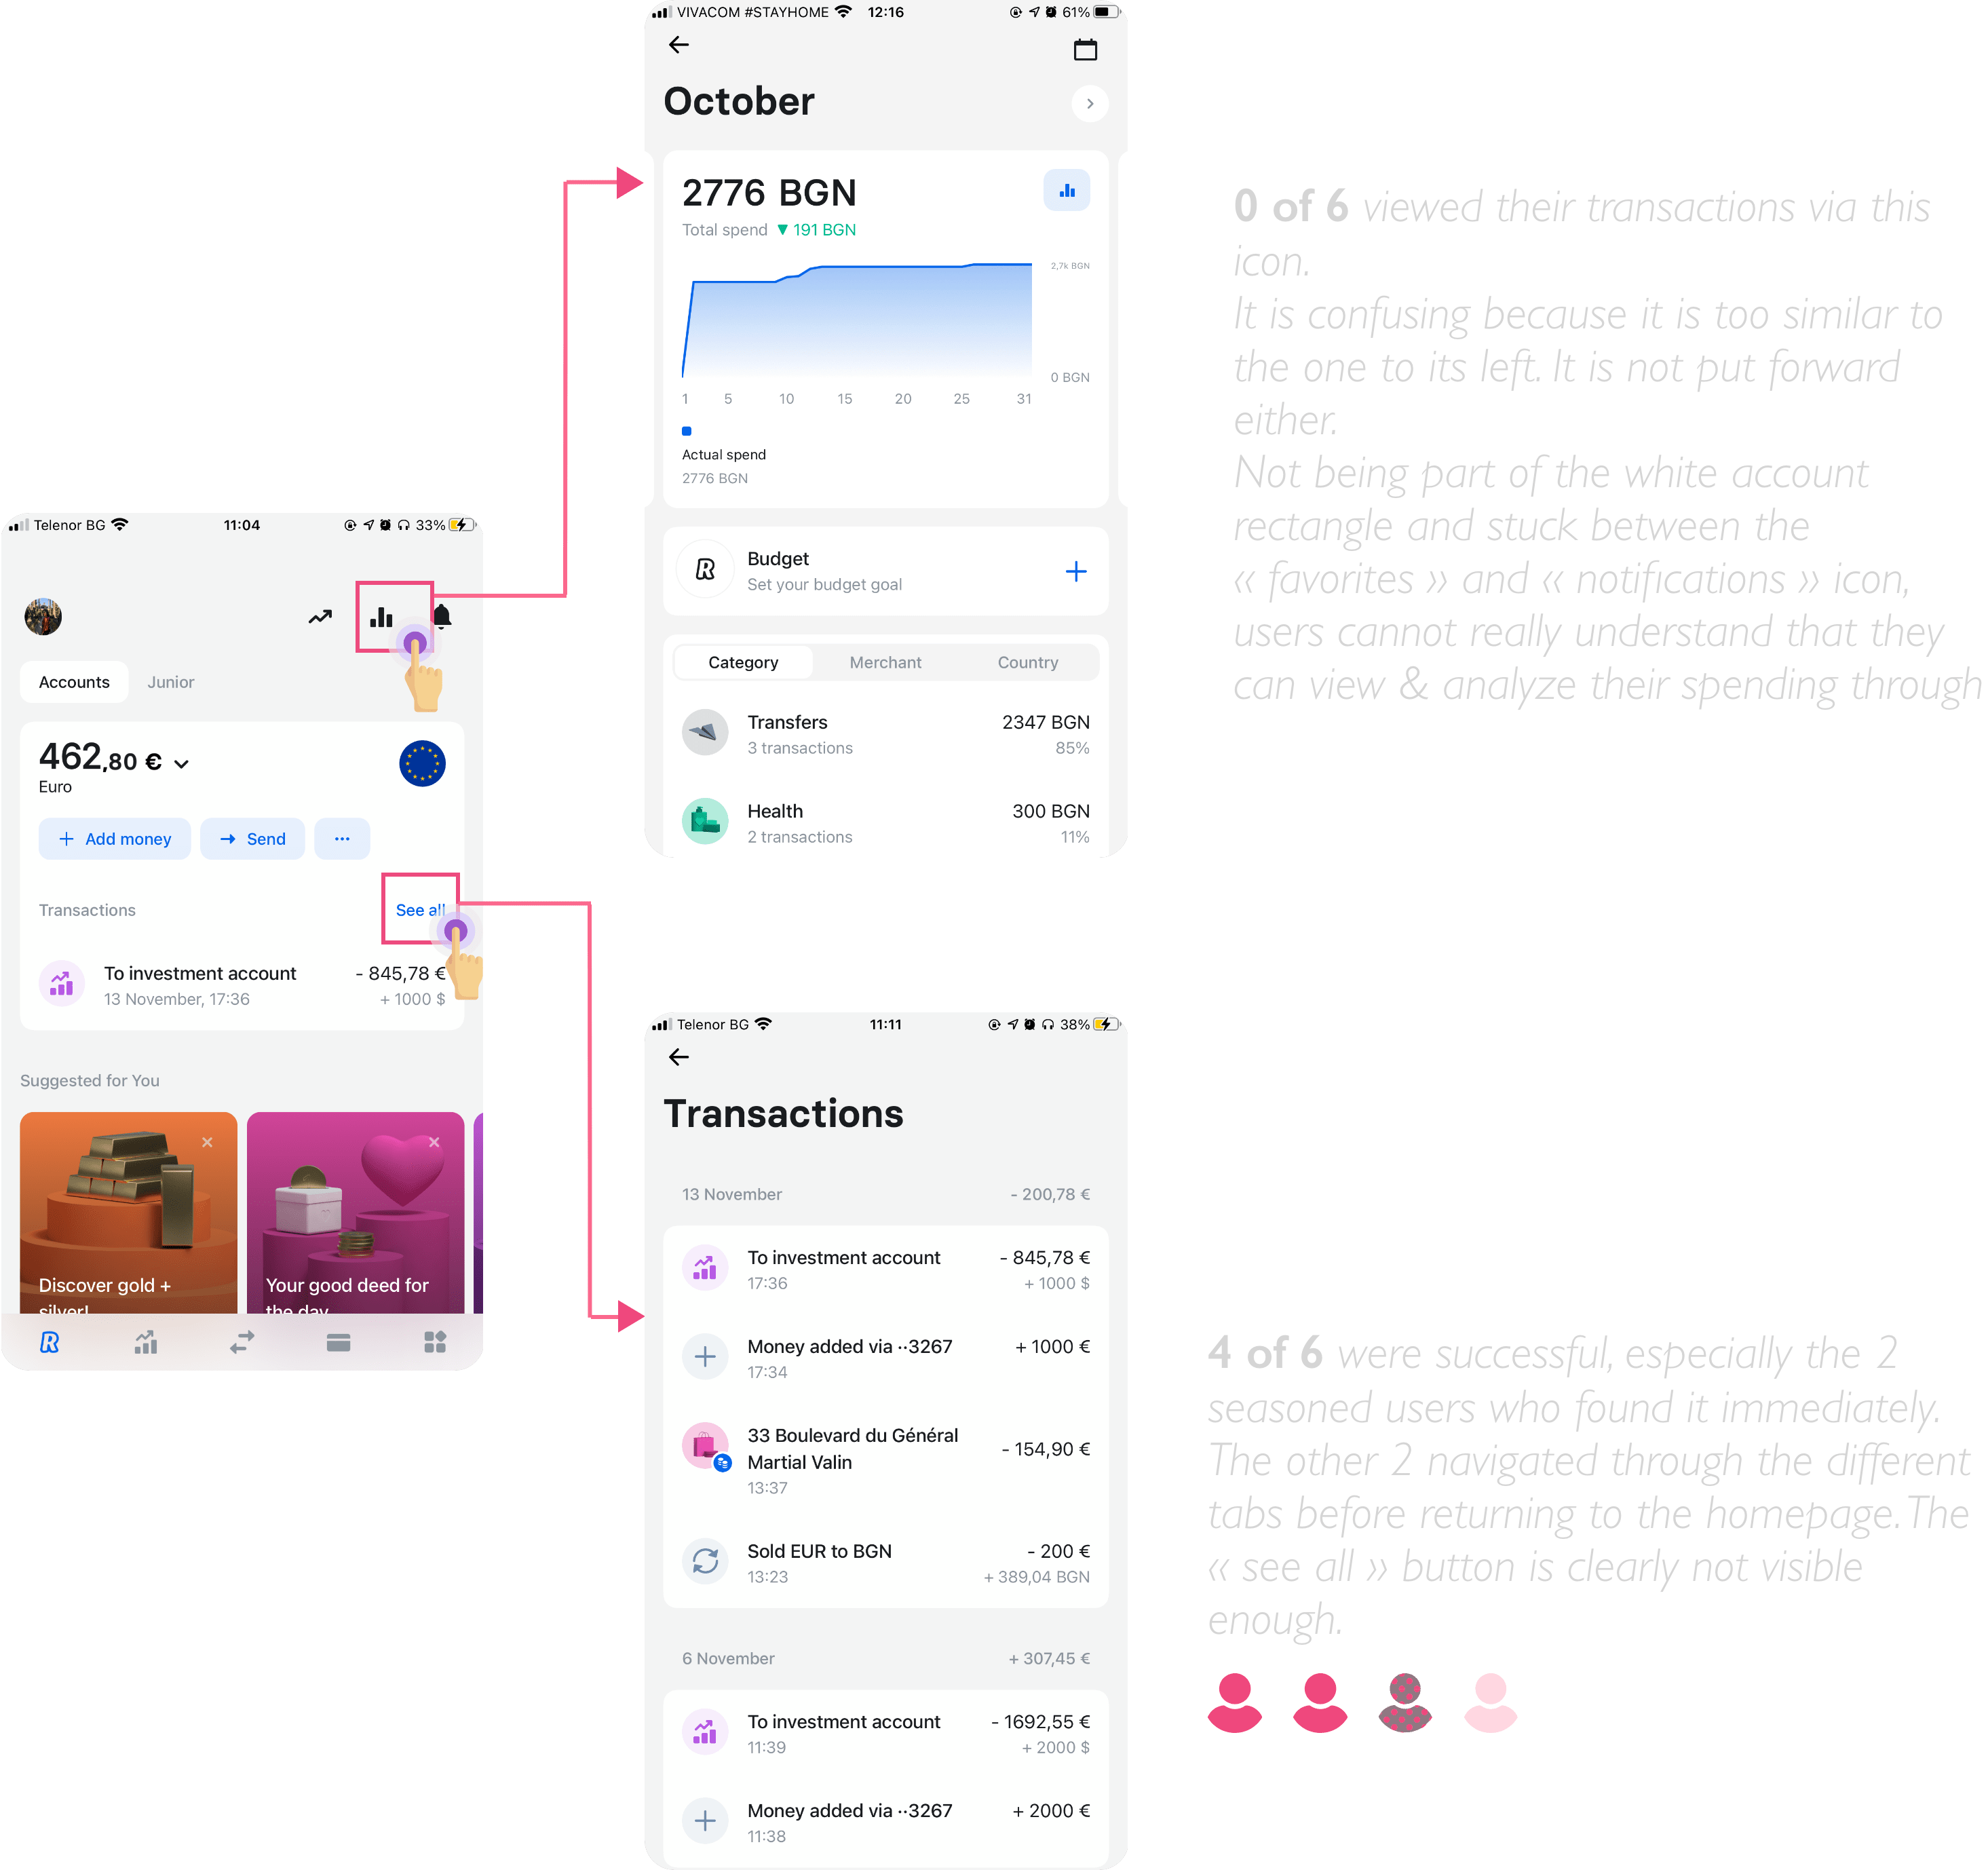 VIVACOM #STAYHOME 12:16 61%
October
2776 BGN
Total spend ▼ 191 BGN
2,7k BGN
0 BGN
1 5 10 15 20 25 31
Actual spend
2776 BGN
Budget
Set your budget goal
Category Merchant Country
Transfers 2347 BGN
3 transactions 85%
Health 300 BGN
2 transactions 11%
0 of 6 viewed their transactions via this
icon.
It is confusing because it is too similar to
the one to its left. It is not put forward
either.
Not being part of the white account
rectangle and stuck between the
« favorites » and « notifications » icon,
users cannot really understand that they
can view & analyze their spending through
Telenor BG 11:04 33%
Accounts Junior
462,80 €
Euro
+ Add money → Send ...
Transactions See all
To investment account - 845,78 €
13 November, 17:36 + 1000 $
Suggested for You
Discover gold +
silver!
Your good deed for
the day
Telenor BG 11:11 38%
Transactions
13 November - 200,78 €
To investment account - 845,78 €
17:36 + 1000 $
Money added via ··3267 + 1000 €
17:34
33 Boulevard du Général
Martial Valin - 154,90 €
13:37
Sold EUR to BGN - 200 €
13:23 + 389,04 BGN
6 November + 307,45 €
To investment account - 1692,55 €
11:39 + 2000 $
Money added via ··3267 + 2000 €
11:38
4 of 6 were successful, especially the 2
seasoned users who found it immediately.
The other 2 navigated through the different
tabs before returning to the homepage. The
« see all » button is clearly not visible
enough.